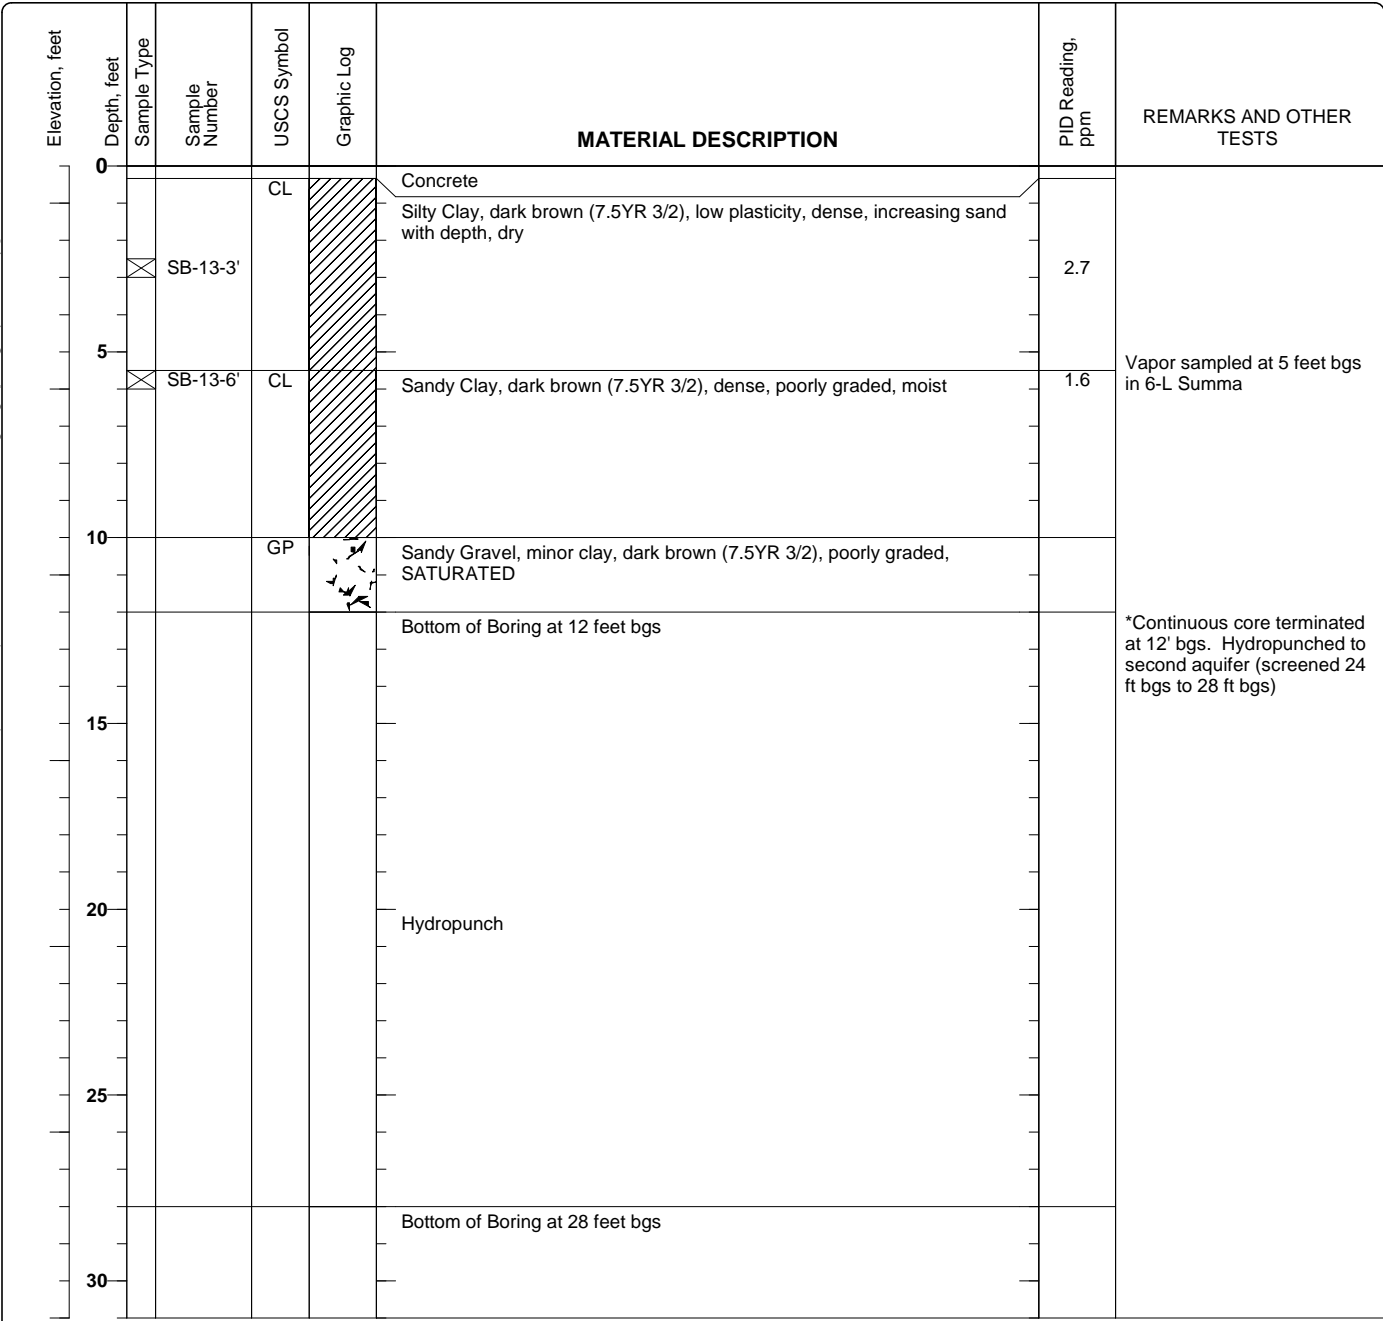 Elevation, feet
Depth, feet
Sample Type
Sample
Number
USCS Symbol
Graphic Log
MATERIAL DESCRIPTION
PID Reading,
ppm
REMARKS AND OTHER
TESTS
0
CL
Concrete
Silty Clay, dark brown (7.5YR 3/2), low plasticity, dense, increasing sand
with depth, dry
SB-13-3'
2.7
5
Vapor sampled at 5 feet bgs
in 6-L Summa
SB-13-6'
CL
Sandy Clay, dark brown (7.5YR 3/2), dense, poorly graded, moist
1.6
10
GP
Sandy Gravel, minor clay, dark brown (7.5YR 3/2), poorly graded,
SATURATED
Bottom of Boring at 12 feet bgs
*Continuous core terminated
at 12' bgs.  Hydropunched to
second aquifer (screened 24
ft bgs to 28 ft bgs)
15
20
Hydropunch
25
Bottom of Boring at 28 feet bgs
30